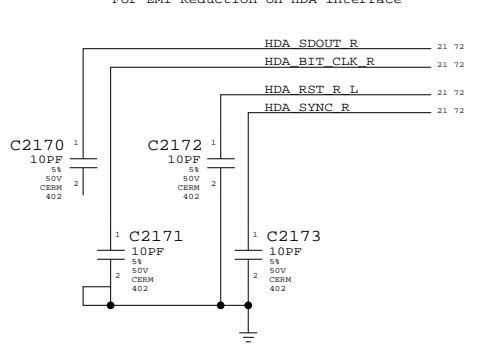 For EMI Reduction on HDA Interface
HDA_SDOUT_R 21 72
HDA_BIT_CLK_R 21 72
HDA_RST_R_L 21 72
HDA_SYNC_R 21 72
C2170 1
10PF
5%
50V
CERM
402
2
C2172 1
10PF
5%
50V
CERM
402
2
1 C2171
10PF
5%
50V
2 CERM
402
1 C2173
10PF
5%
50V
2 CERM
402